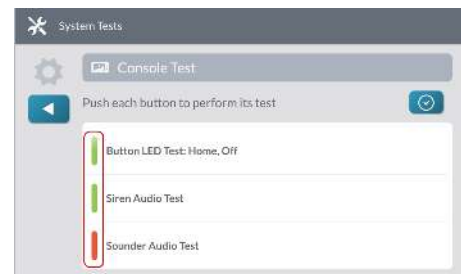 System Tests
Console Test
Push each button to perform its test
Button LED Test: Home, Off
Siren Audio Test
Sounder Audio Test